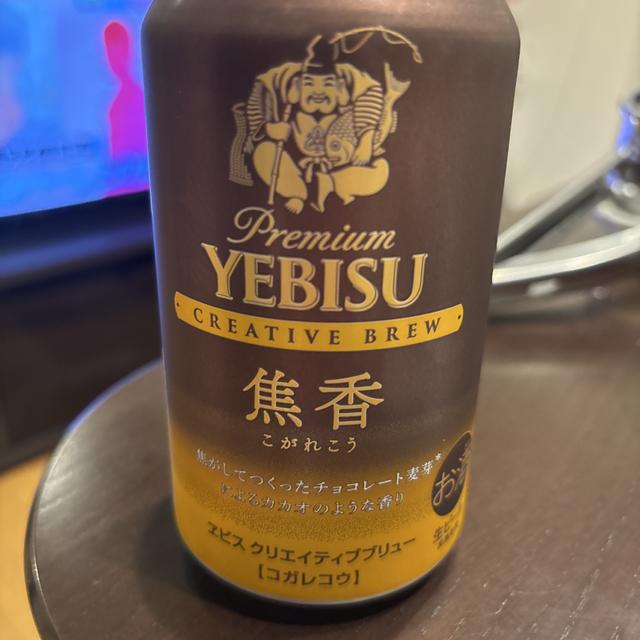 Premium
YEBISU
CREATIVE BREW
焦香
こがれこう
焦がしてつくったチョコレート麦芽*
によるカカオのような香り
ヱビス クリエイティブブリュー
【コガレコウ】
お酒